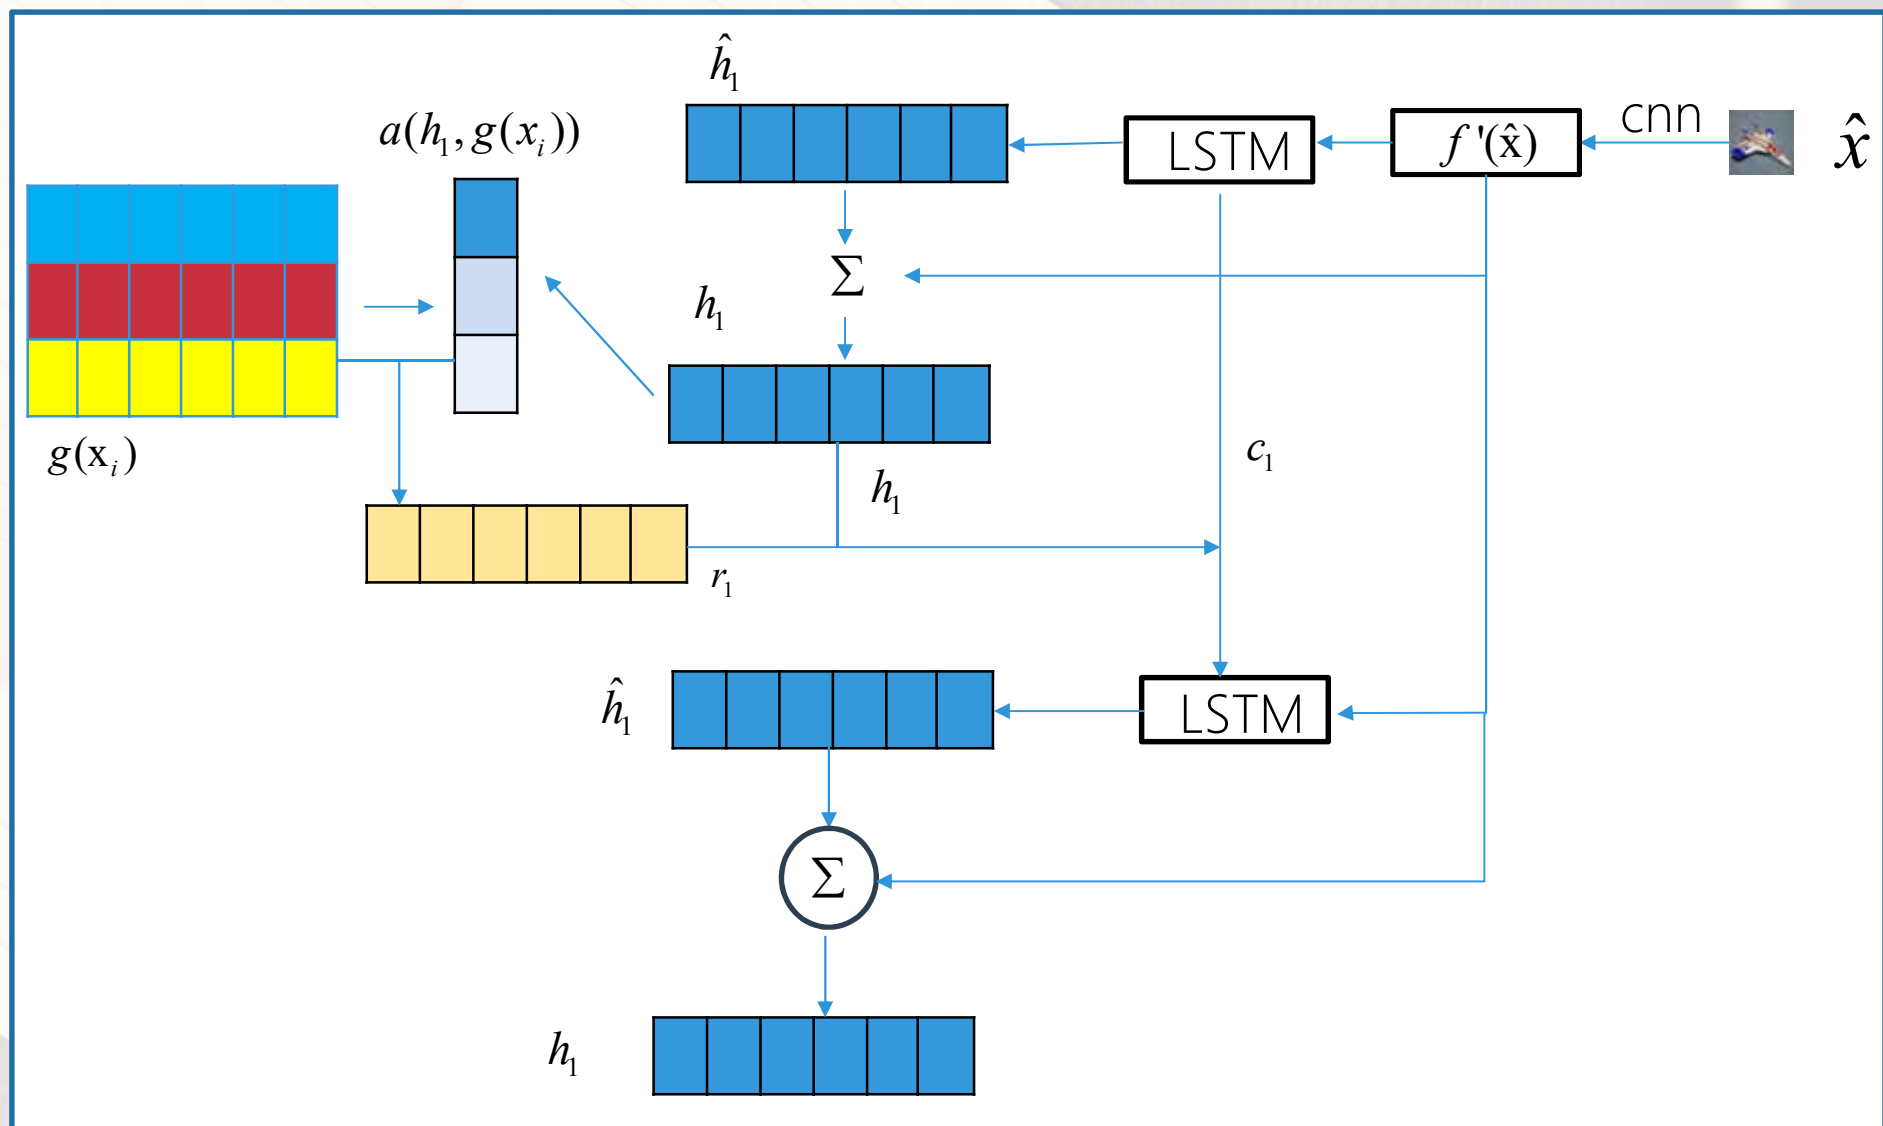 ĥ₁
a(h₁, g(xᵢ))
LSTM
f '(x̂)
cnn
x̂
Σ
h₁
g(xᵢ)
c₁
h₁
r₁
ĥ₁
LSTM
Σ
h₁